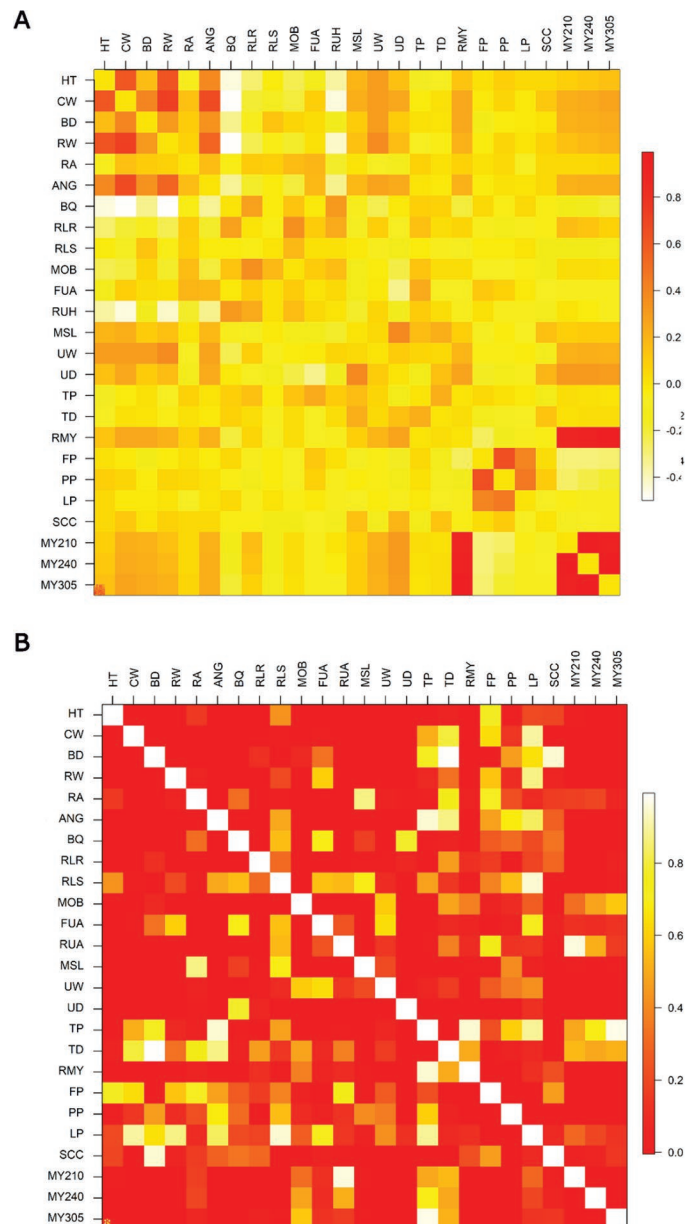 A
HT CW BD RW RA ANG BQ RLR RLS MOB FUA RUH MSL UW UD TP TD RMY FP PP LP SCC MY210 MY240 MY305
HT
CW
BD
RW
RA
ANG
BQ
RLR
RLS
MOB
FUA
RUH
MSL
UW
UD
TP
TD
RMY
FP
PP
LP
SCC
MY210
MY240
MY305
0.8
0.6
0.4
0.2
0.0
-0.2
-0.4
B
HT CW BD RW RA ANG BQ RLR RLS MOB FUA RUA MSL UW UD TP TD RMY FP PP LP SCC MY210 MY240 MY305
HT
CW
BD
RW
RA
ANG
BQ
RLR
RLS
MOB
FUA
RUA
MSL
UW
UD
TP
TD
RMY
FP
PP
LP
SCC
MY210
MY240
MY305
0.8
0.6
0.4
0.2
0.0